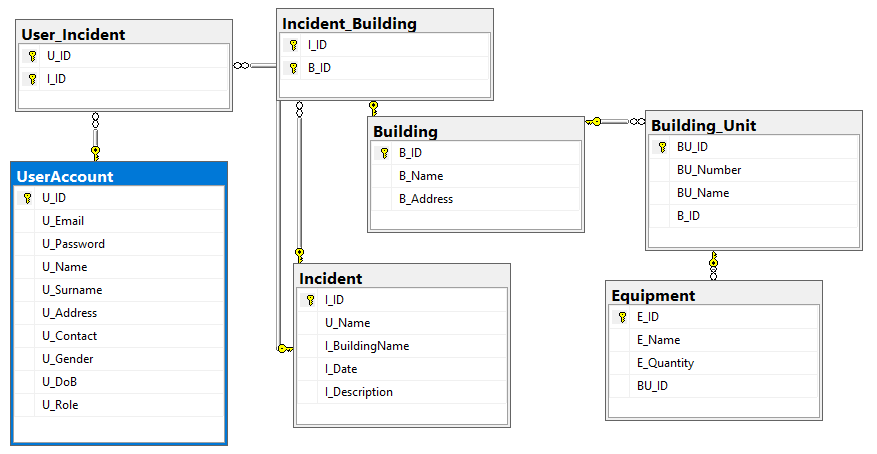 User_Incident
U_ID
I_ID
Incident_Building
I_ID
B_ID
Building
B_ID
B_Name
B_Address
Building_Unit
BU_ID
BU_Number
BU_Name
B_ID
UserAccount
U_ID
U_Email
U_Password
U_Name
U_Surname
U_Address
U_Contact
U_Gender
U_DoB
U_Role
Incident
I_ID
U_Name
I_BuildingName
I_Date
I_Description
Equipment
E_ID
E_Name
E_Quantity
BU_ID